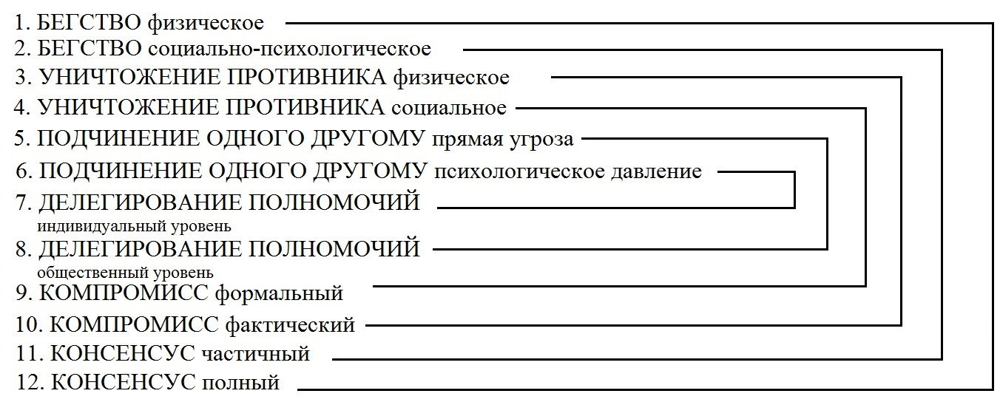 1. БЕГСТВО физическое
2. БЕГСТВО социально-психологическое
3. УНИЧТОЖЕНИЕ ПРОТИВНИКА физическое
4. УНИЧТОЖЕНИЕ ПРОТИВНИКА социальное
5. ПОДЧИНЕНИЕ ОДНОГО ДРУГОМУ прямая угроза
6. ПОДЧИНЕНИЕ ОДНОГО ДРУГОМУ психологическое давление
7. ДЕЛЕГИРОВАНИЕ ПОЛНОМОЧИЙ
индивидуальный уровень
8. ДЕЛЕГИРОВАНИЕ ПОЛНОМОЧИЙ
общественный уровень
9. КОМПРОМИСС формальный
10. КОМПРОМИСС фактический
11. КОНСЕНСУС частичный
12. КОНСЕНСУС полный